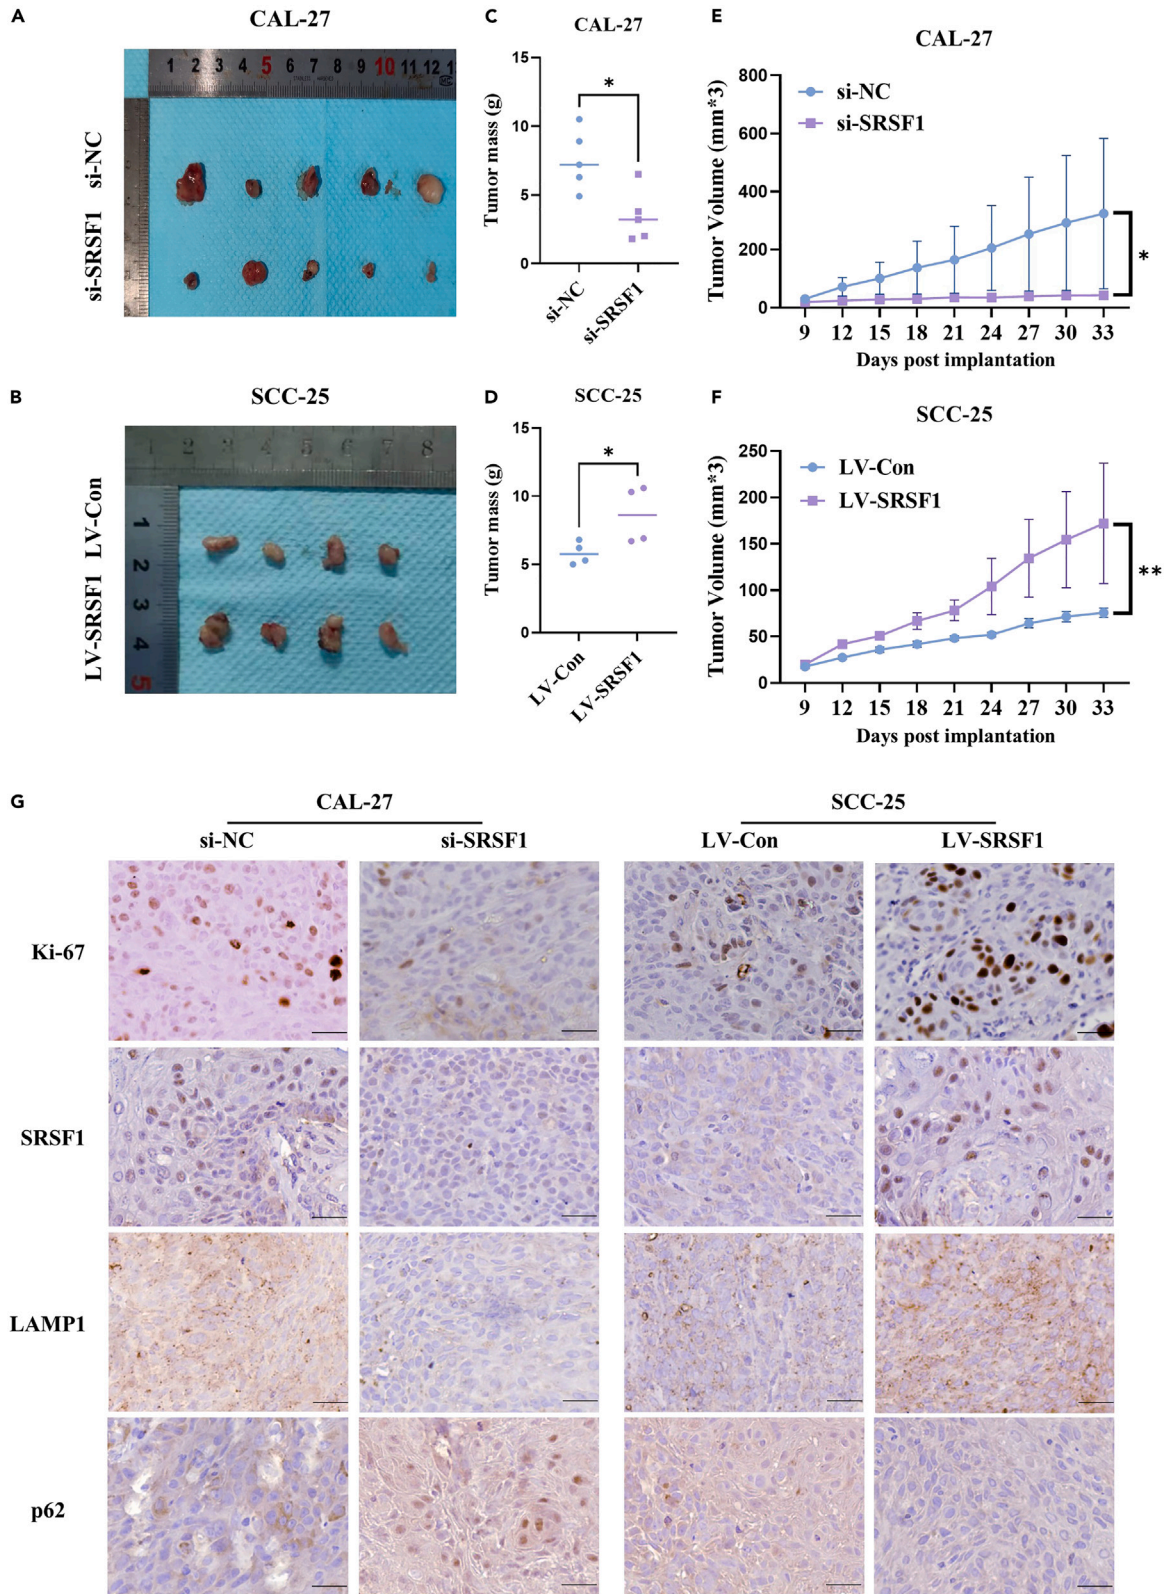 A
CAL-27
1 2 3 4 5 6 7 8 9 10 11 12 13
si-NC
si-SRSF1
B
SCC-25
1 2 3 4 5 6 7 8
1
2
3
4
5
LV-Con
LV-SRSF1
C
CAL-27
Tumor mass (g)
15
10
5
0
*
si-NC
si-SRSF1
D
SCC-25
Tumor mass (g)
15
10
5
0
*
LV-Con
LV-SRSF1
E
CAL-27
Tumor Volume (mm*3)
800
600
400
200
0
si-NC
si-SRSF1
*
9 12 15 18 21 24 27 30 33
Days post implantation
F
SCC-25
Tumor Volume (mm*3)
250
200
150
100
50
0
LV-Con
LV-SRSF1
**
9 12 15 18 21 24 27 30 33
Days post implantation
G
CAL-27 SCC-25
si-NC si-SRSF1 LV-Con LV-SRSF1
Ki-67
SRSF1
LAMP1
p62